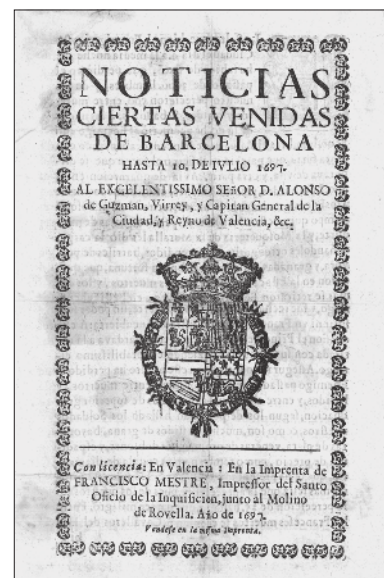 NOTICIAS
CIERTAS VENIDAS
DE BARCELONA
HASTA 10. DE IVLIO 1697.
AL EXCELENTISSIMO SEñOR D. ALONSO
de Guzman, Virrey, y Capitan General de la
Ciudad, y Reyno de Valencia, &c.
Con licencia: En Valencia : En la Imprenta de
FRANCISCO MESTRE, Impressor del Santo
Oficio de la Inquisicion, junto al Molino
de Rovella. Año de 1697.
Vendese en la misma Imprenta.